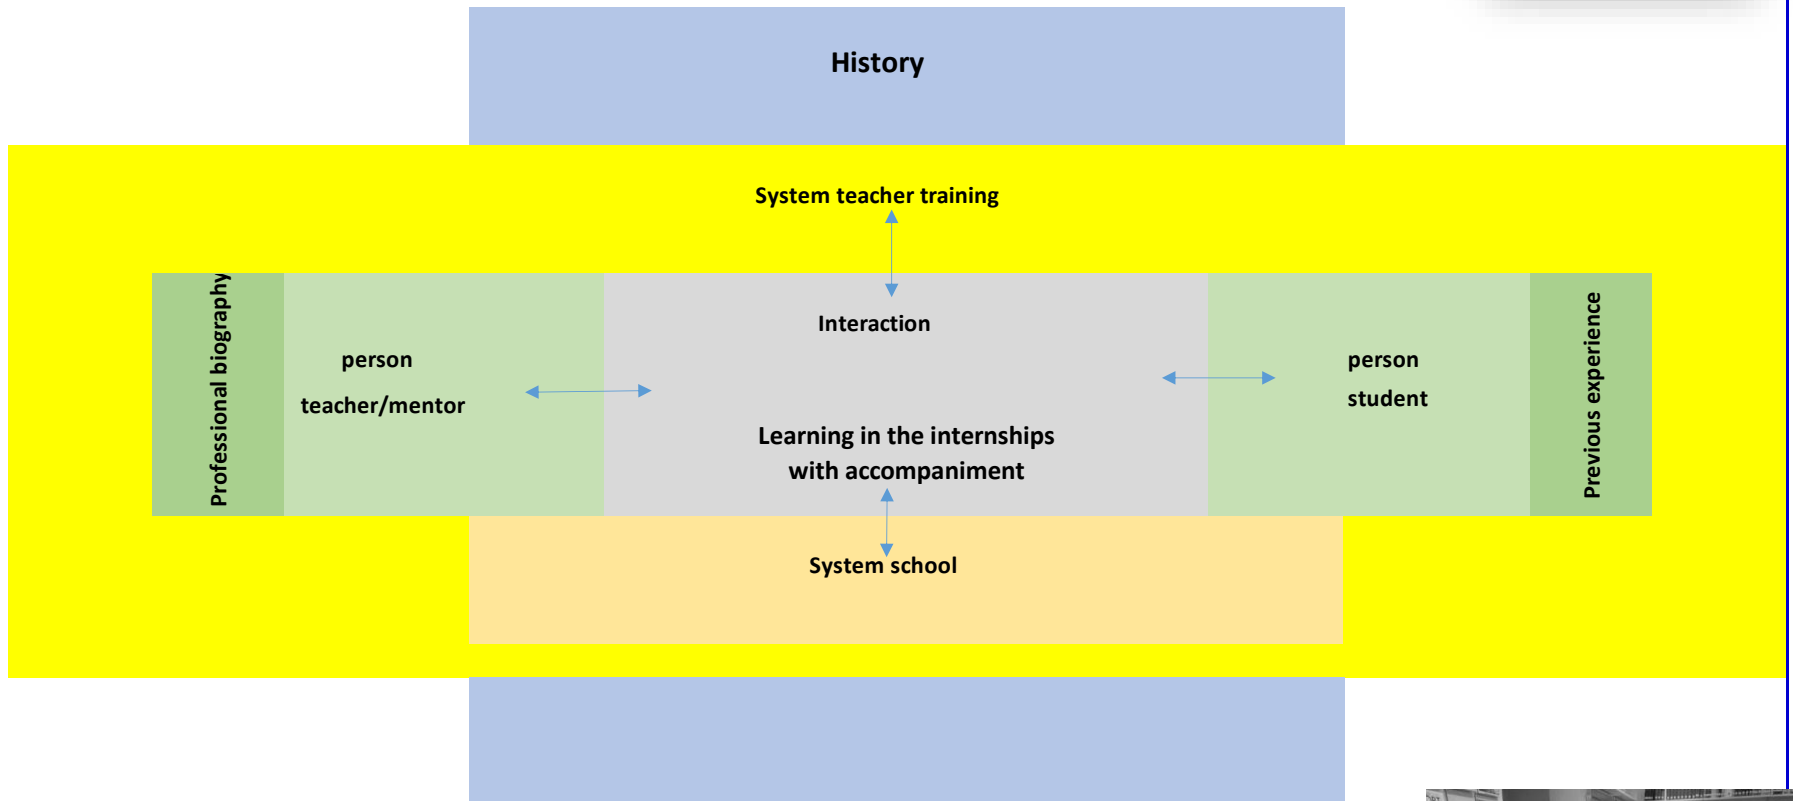 History
System teacher training
Interaction
Professional biography
person
teacher/mentor
person
student
Previous experience
Learning in the internships
with accompaniment
System school